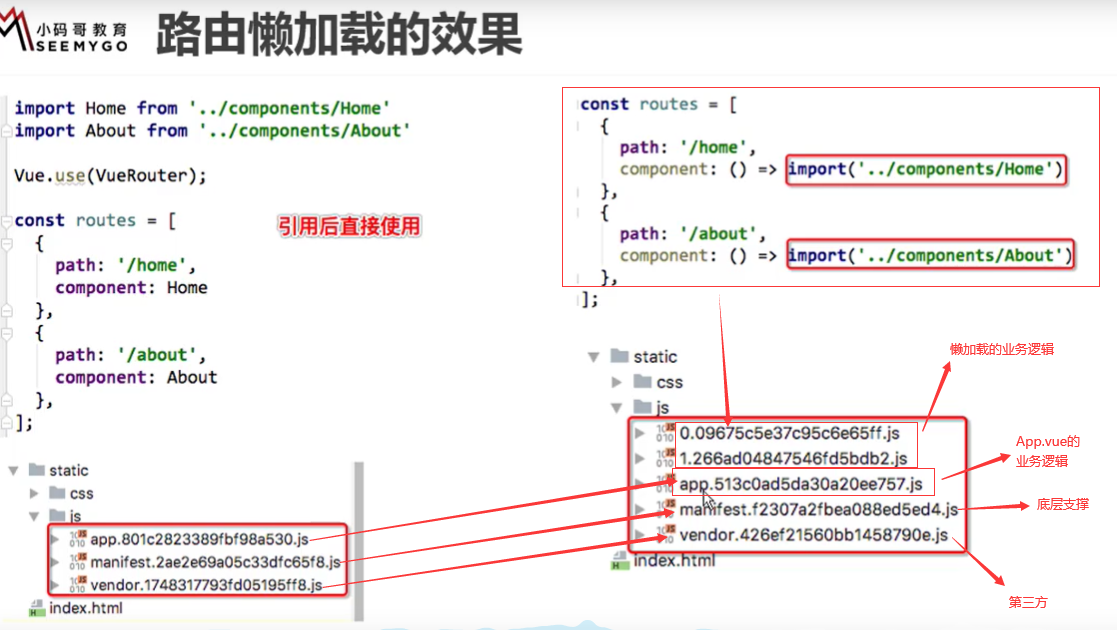 小码哥教育
SEEMYGO
路由懒加载的效果
import Home from '../components/Home'
import About from '../components/About'
Vue.use(VueRouter);
const routes = [
{
path: '/home',
component: Home
},
{
path: '/about',
component: About
},
];
引用后直接使用
static
css
js
app.801c2823389fbf98a530.js
manifest.2ae2e69a05c33dfc65f8.js
vendor.1748317793fd05195ff8.js
index.html
const routes = [
{
path: '/home',
component: () => import('../components/Home')
},
{
path: '/about',
component: () => import('../components/About')
},
];
static
css
js
0.09675c5e37c95c6e65ff.js
1.266ad04847546fd5bdb2.js
app.513c0ad5da30a20ee757.js
manifest.f2307a2fbea088ed5ed4.js
vendor.426ef21560bb1458790e.js
index.html
懒加载的业务逻辑
App.vue的
业务逻辑
底层支撑
第三方